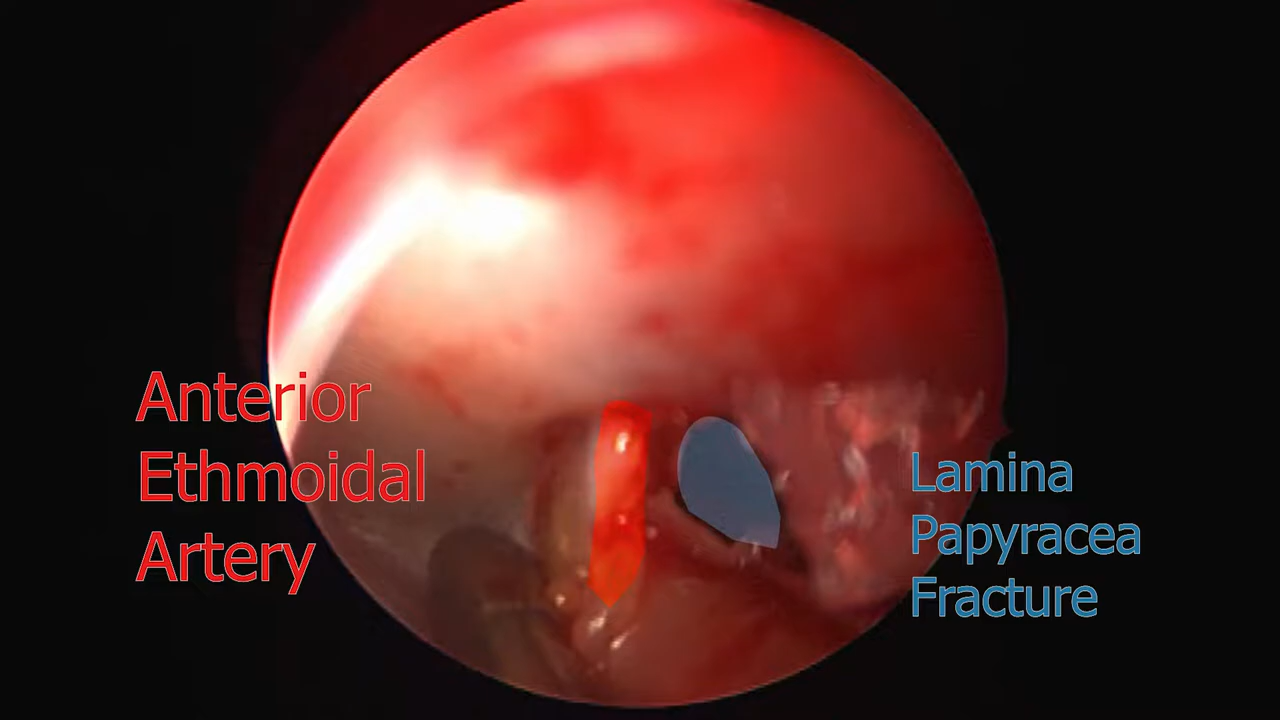 Anterior
Ethmoidal
Artery
Lamina
Papyracea
Fracture